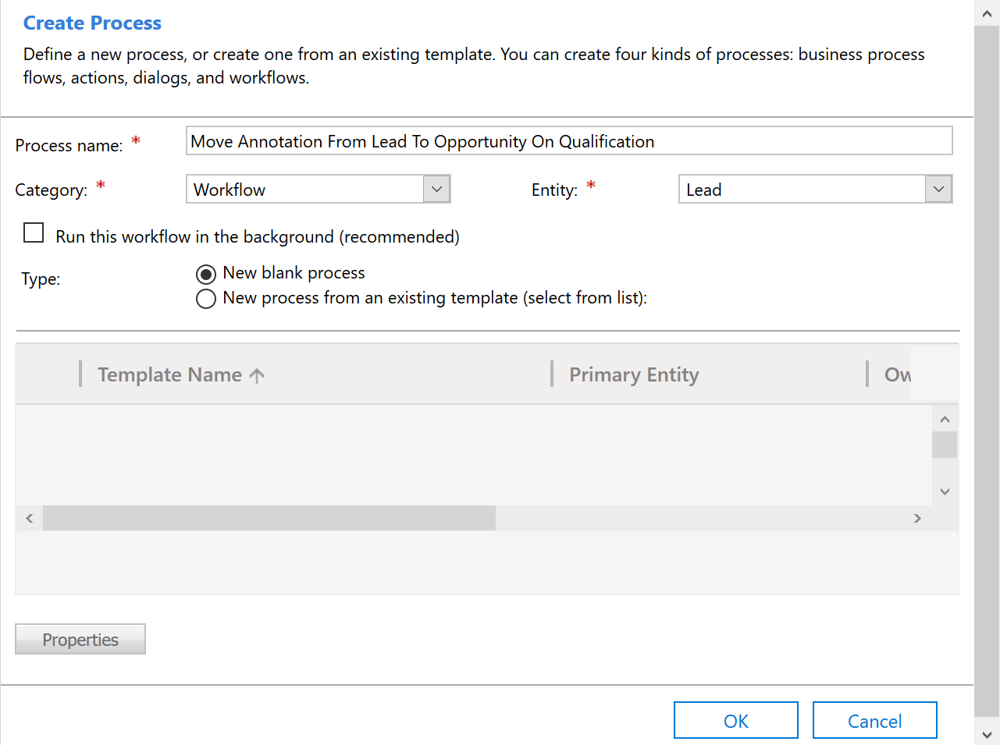 Create Process
Define a new process, or create one from an existing template. You can create four kinds of processes: business process
flows, actions, dialogs, and workflows.
Process name: *
Move Annotation From Lead To Opportunity On Qualification
Category: *
Workflow
Entity: *
Lead
Run this workflow in the background (recommended)
Type:
New blank process
New process from an existing template (select from list):
Template Name
Primary Entity
Ow
Properties
OK
Cancel